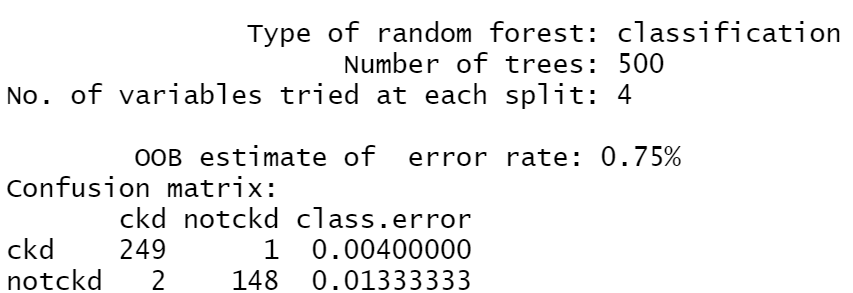 Type of random forest: classification
Number of trees: 500
No. of variables tried at each split: 4
OOB estimate of  error rate: 0.75%
Confusion matrix:
ckd notckd class.error
ckd 249 1 0.00400000
notckd 2 148 0.01333333